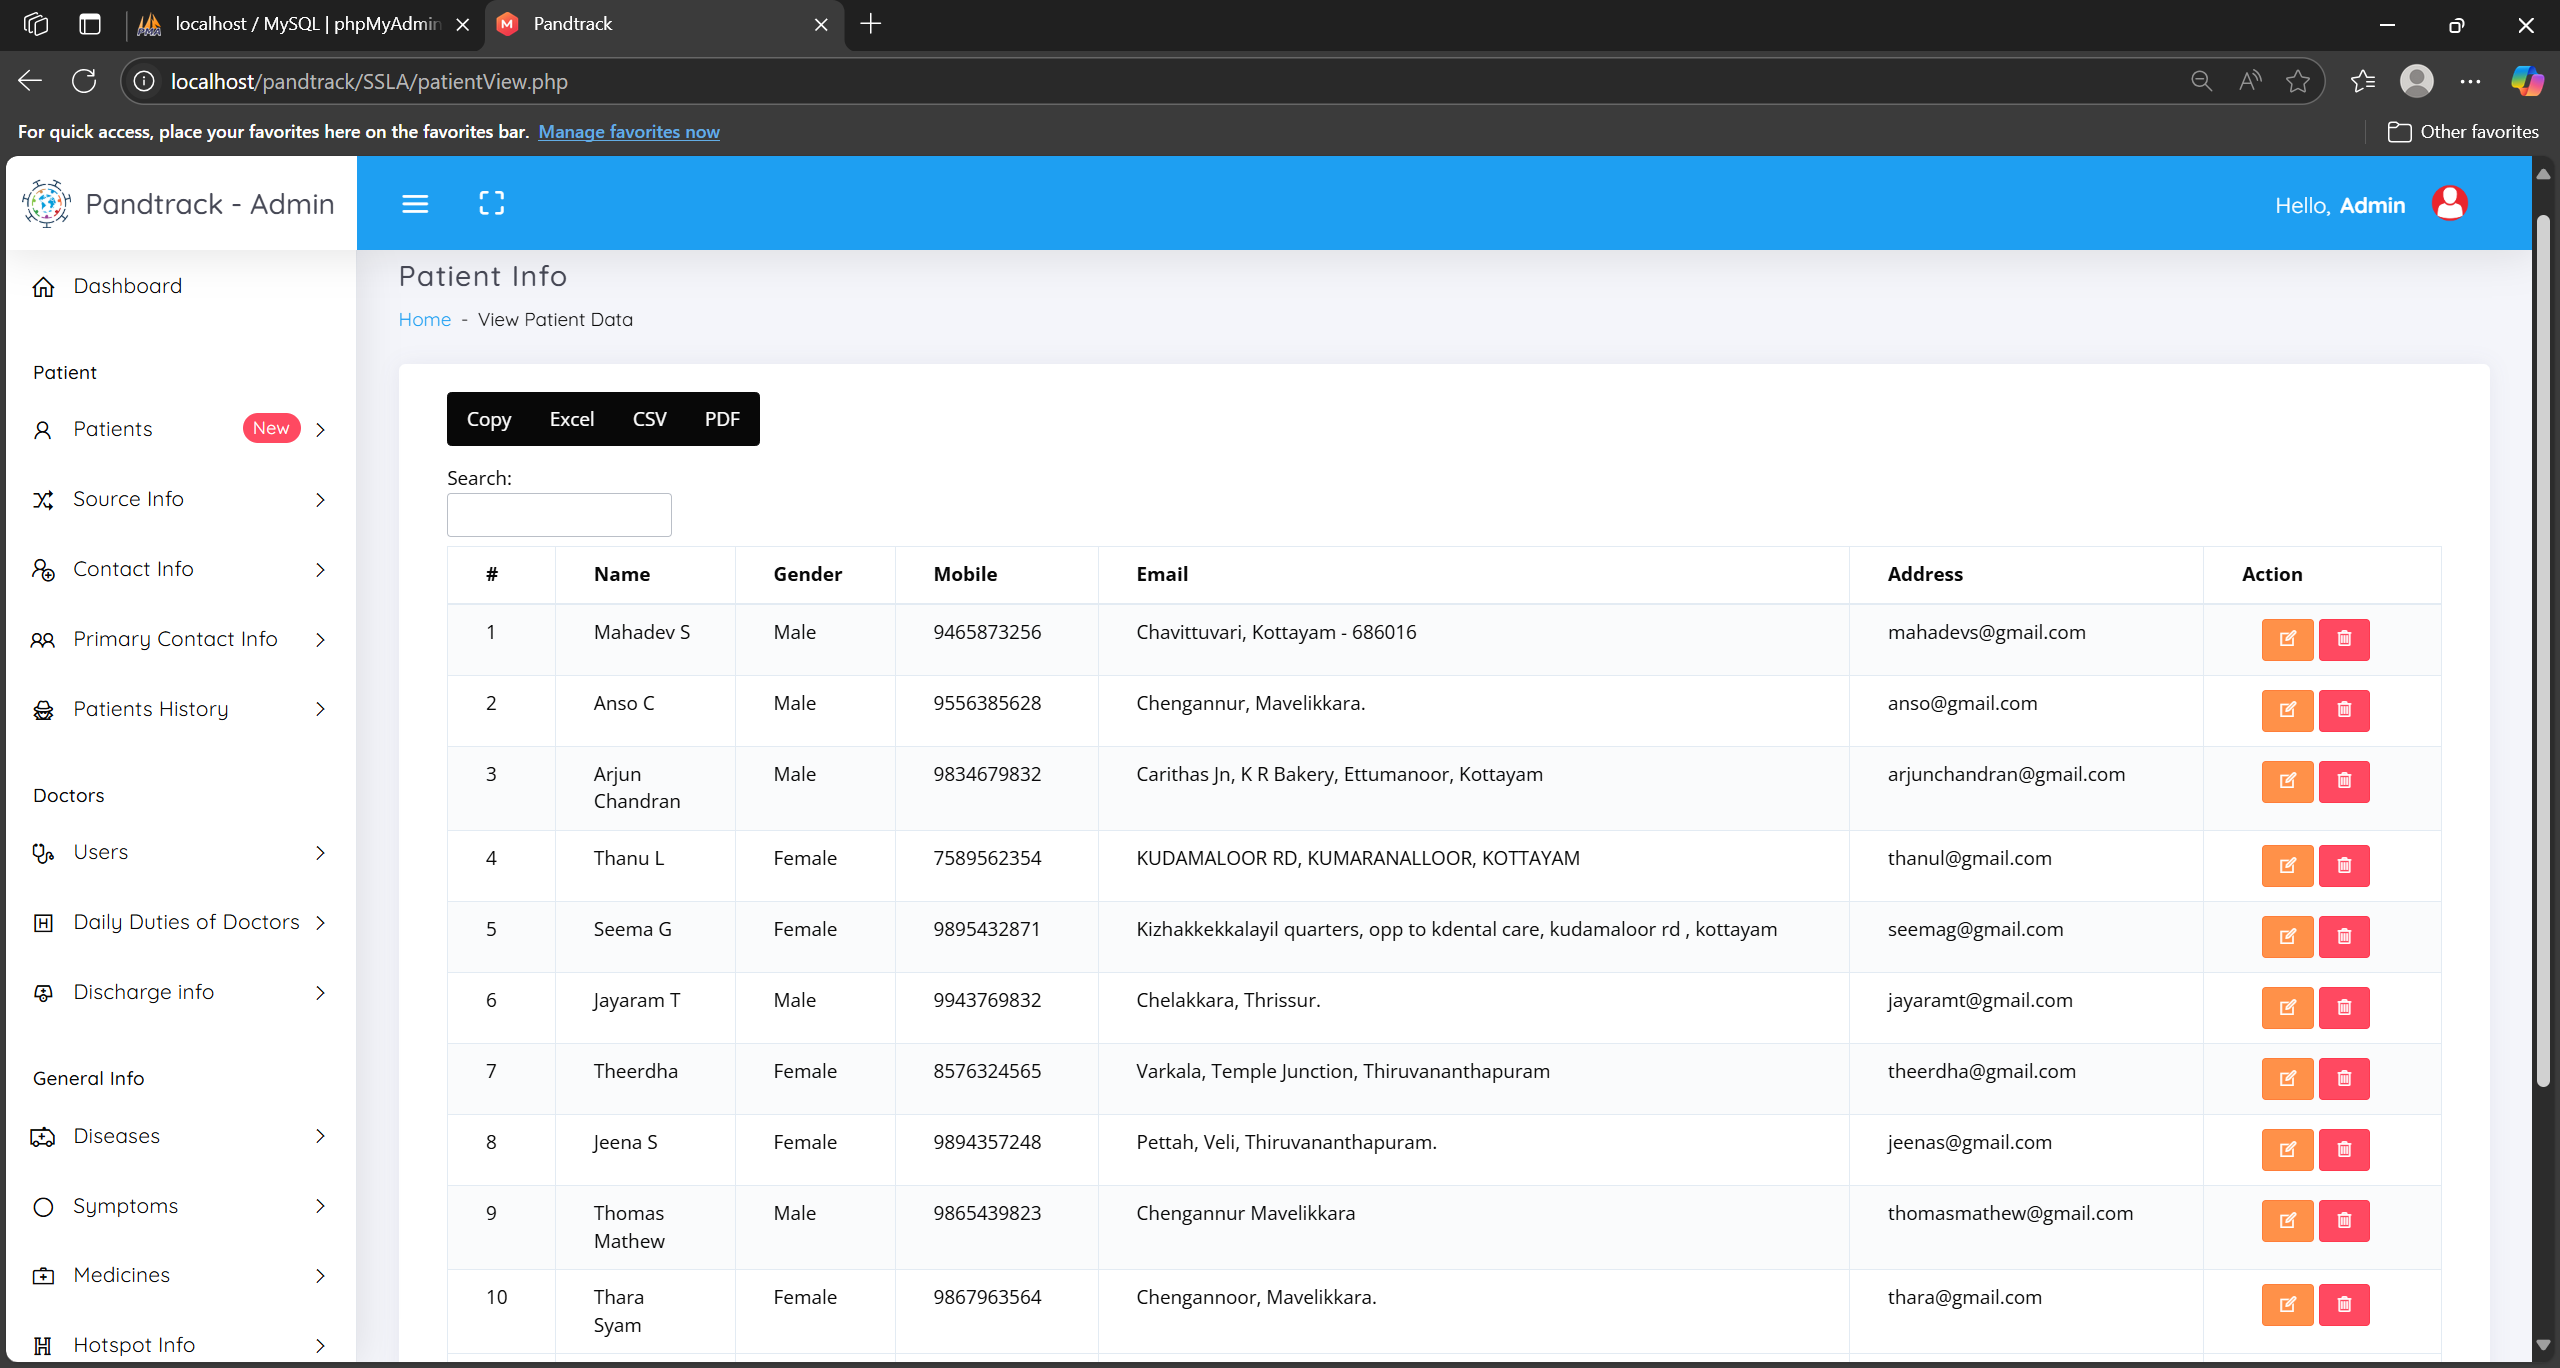 localhost / MySQL | phpMyAdmin
Pandtrack
localhost/pandtrack/SSLA/patientView.php
For quick access, place your favorites here on the favorites bar. Manage favorites now
Other favorites
Pandtrack - Admin
Hello, Admin
Dashboard
Patient
Patients New
Source Info
Contact Info
Primary Contact Info
Patients History
Doctors
Users
Daily Duties of Doctors
Discharge info
General Info
Diseases
Symptoms
Medicines
Hotspot Info
Patient Info
Home - View Patient Data
Copy Excel CSV PDF
Search:
# Name Gender Mobile Email Address Action
1 Mahadev S Male 9465873256 Chavittuvari, Kottayam - 686016 mahadevs@gmail.com
2 Anso C Male 9556385628 Chengannur, Mavelikkara. anso@gmail.com
3 Arjun Male 9834679832 Carithas Jn, K R Bakery, Ettumanoor, Kottayam arjunchandran@gmail.com
Chandran
4 Thanu L Female 7589562354 KUDAMALOOR RD, KUMARANALLOOR, KOTTAYAM thanul@gmail.com
5 Seema G Female 9895432871 Kizhakkekkalayil quarters, opp to kdental care, kudamaloor rd , kottayam seemag@gmail.com
6 Jayaram T Male 9943769832 Chelakkara, Thrissur. jayaramt@gmail.com
7 Theerdha Female 8576324565 Varkala, Temple Junction, Thiruvananthapuram theerdha@gmail.com
8 Jeena S Female 9894357248 Pettah, Veli, Thiruvananthapuram. jeenas@gmail.com
9 Thomas Male 9865439823 Chengannur Mavelikkara thomasmathew@gmail.com
Mathew
10 Thara Female 9867963564 Chengannoor, Mavelikkara. thara@gmail.com
Syam